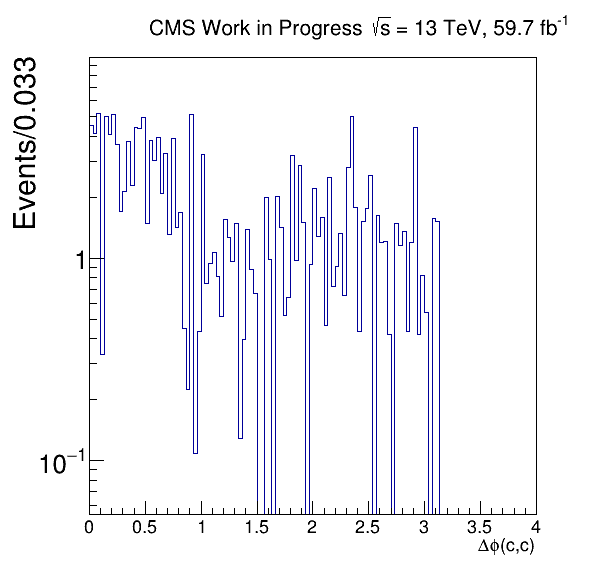 CMS Work in Progress √s = 13 TeV, 59.7 fb⁻¹
Events/0.033
1
10⁻¹
0 0.5 1 1.5 2 2.5 3 3.5 4
Δϕ(c,c)